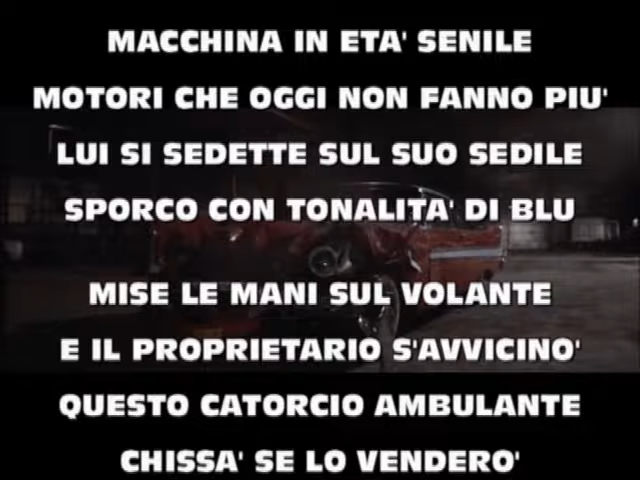 MACCHINA IN ETA' SENILE
MOTORI CHE OGGI NON FANNO PIU'
LUI SI SEDETTE SUL SUO SEDILE
SPORCO CON TONALITA' DI BLU
MISE LE MANI SUL VOLANTE
E IL PROPRIETARIO S'AVVICINO'
QUESTO CATORCIO AMBULANTE
CHISSA' SE LO VENDERO'